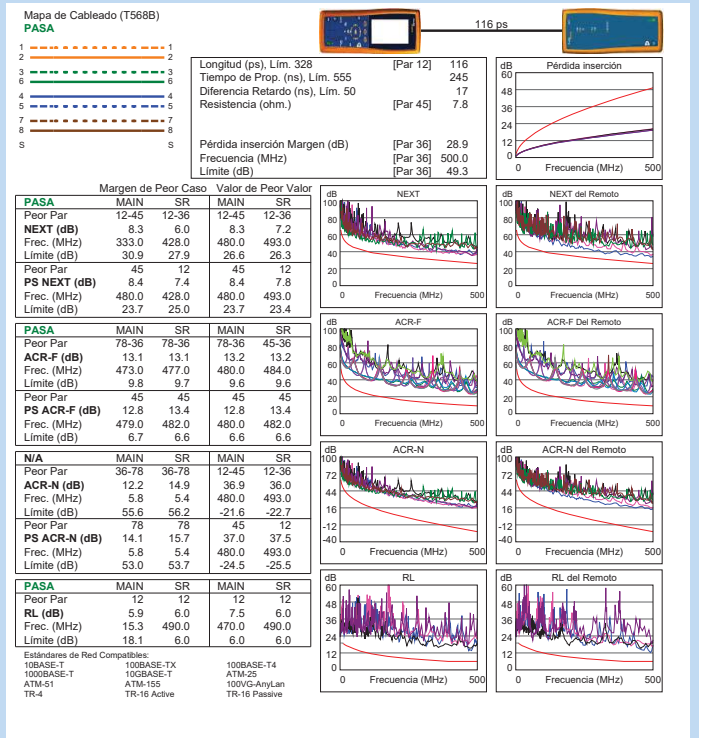 Mapa de Cableado (T568B)
PASA
1 1
2 2
3 3
6 6
4 4
5 5
7 7
8 8
S S
116 ps
Longitud (ps), Lím. 328 [Par 12] 116
Tiempo de Prop. (ns), Lím. 555 245
Diferencia Retardo (ns), Lím. 50 17
Resistencia (ohm.) [Par 45] 7.8
Pérdida inserción Margen (dB) [Par 36] 28.9
Frecuencia (MHz) [Par 36] 500.0
Límite (dB) [Par 36] 49.3
dB Pérdida inserción
60
48
36
24
12
0
0 Frecuencia (MHz) 500
Margen de Peor Caso Valor de Peor Valor
PASA MAIN SR MAIN SR
Peor Par 12-45 12-36 12-45 12-36
NEXT (dB) 8.3 6.0 8.3 7.2
Frec. (MHz) 333.0 428.0 480.0 493.0
Límite (dB) 30.9 27.9 26.6 26.3
Peor Par 45 12 45 12
PS NEXT (dB) 8.4 7.4 8.4 7.8
Frec. (MHz) 480.0 428.0 480.0 493.0
Límite (dB) 23.7 25.0 23.7 23.4
PASA MAIN SR MAIN SR
Peor Par 78-36 78-36 78-36 45-36
ACR-F (dB) 13.1 13.1 13.2 13.2
Frec. (MHz) 473.0 477.0 480.0 484.0
Límite (dB) 9.8 9.7 9.6 9.6
Peor Par 45 45 45 45
PS ACR-F (dB) 12.8 13.4 12.8 13.4
Frec. (MHz) 479.0 482.0 480.0 482.0
Límite (dB) 6.7 6.6 6.6 6.6
N/A MAIN SR MAIN SR
Peor Par 36-78 36-78 12-45 12-36
ACR-N (dB) 12.2 14.9 36.9 36.0
Frec. (MHz) 5.8 5.4 480.0 493.0
Límite (dB) 55.6 56.2 -21.6 -22.7
Peor Par 78 78 45 12
PS ACR-N (dB) 14.1 15.7 37.0 37.5
Frec. (MHz) 5.8 5.4 480.0 493.0
Límite (dB) 53.0 53.7 -24.5 -25.5
PASA MAIN SR MAIN SR
Peor Par 12 12 12 12
RL (dB) 5.9 6.0 7.5 6.0
Frec. (MHz) 15.3 490.0 470.0 490.0
Límite (dB) 18.1 6.0 6.0 6.0
Estándares de Red Compatibles:
10BASE-T 100BASE-TX 100BASE-T4
1000BASE-T 10GBASE-T ATM-25
ATM-51 ATM-155 100VG-AnyLan
TR-4 TR-16 Active TR-16 Passive
dB NEXT
100
80
60
40
20
0
0 Frecuencia (MHz) 500
dB NEXT del Remoto
100
80
60
40
20
0
0 Frecuencia (MHz) 500
dB ACR-F
100
80
60
40
20
0
0 Frecuencia (MHz) 500
dB ACR-F Del Remoto
100
80
60
40
20
0
0 Frecuencia (MHz) 500
dB ACR-N
100
72
44
16
-12
-40
0 Frecuencia (MHz) 500
dB ACR-N del Remoto
100
72
44
16
-12
-40
0 Frecuencia (MHz) 500
dB RL
60
48
36
24
12
0
0 Frecuencia (MHz) 500
dB RL del Remoto
60
48
36
24
12
0
0 Frecuencia (MHz) 500